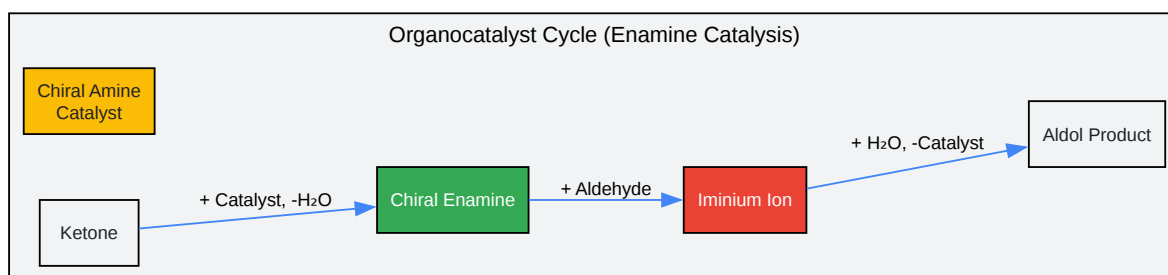 Organocatalyst Cycle (Enamine Catalysis)
Chiral Amine
Catalyst
Ketone
+ Catalyst, -H₂O
Chiral Enamine
+ Aldehyde
Iminium Ion
+ H₂O, -Catalyst
Aldol Product